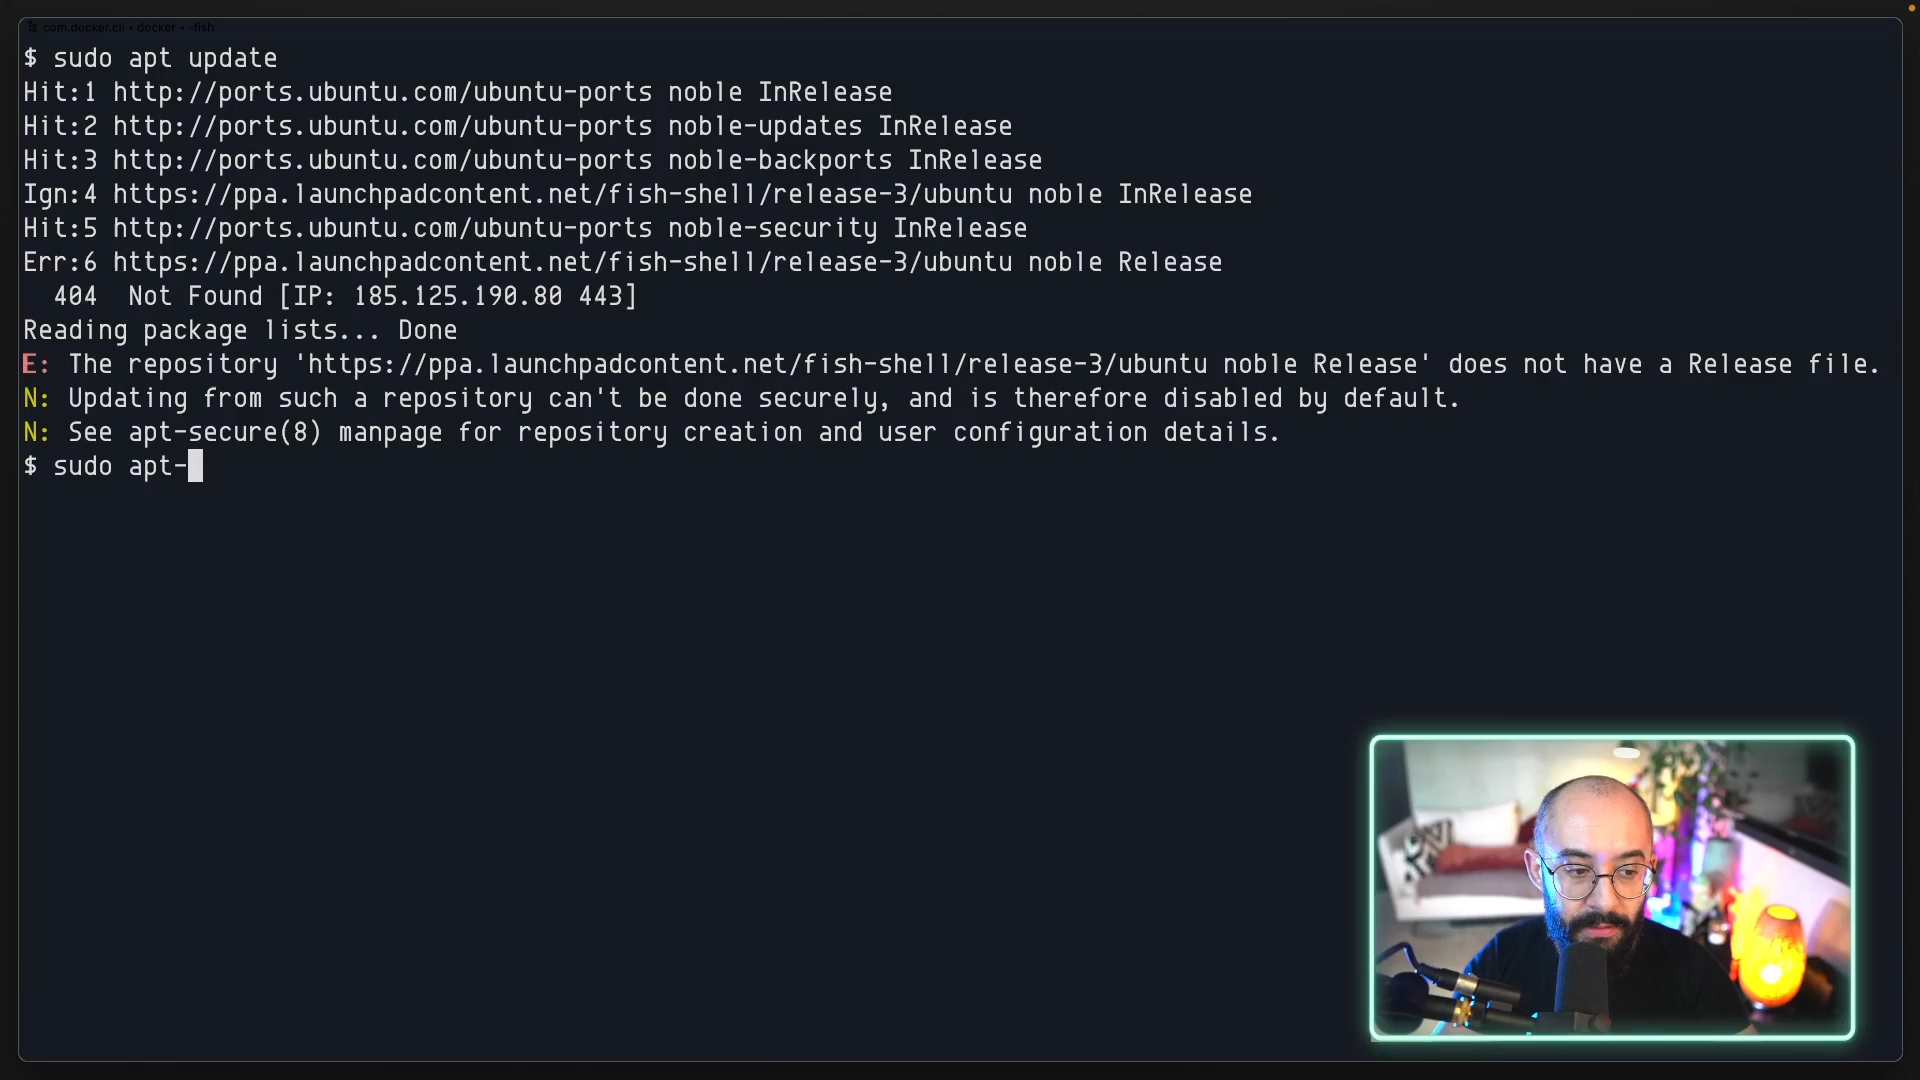 com.docker.cli • docker • -fish
$ sudo apt update
Hit:1 http://ports.ubuntu.com/ubuntu-ports noble InRelease
Hit:2 http://ports.ubuntu.com/ubuntu-ports noble-updates InRelease
Hit:3 http://ports.ubuntu.com/ubuntu-ports noble-backports InRelease
Ign:4 https://ppa.launchpadcontent.net/fish-shell/release-3/ubuntu noble InRelease
Hit:5 http://ports.ubuntu.com/ubuntu-ports noble-security InRelease
Err:6 https://ppa.launchpadcontent.net/fish-shell/release-3/ubuntu noble Release
  404  Not Found [IP: 185.125.190.80 443]
Reading package lists... Done
E: The repository 'https://ppa.launchpadcontent.net/fish-shell/release-3/ubuntu noble Release' does not have a Release file.
N: Updating from such a repository can't be done securely, and is therefore disabled by default.
N: See apt-secure(8) manpage for repository creation and user configuration details.
$ sudo apt-